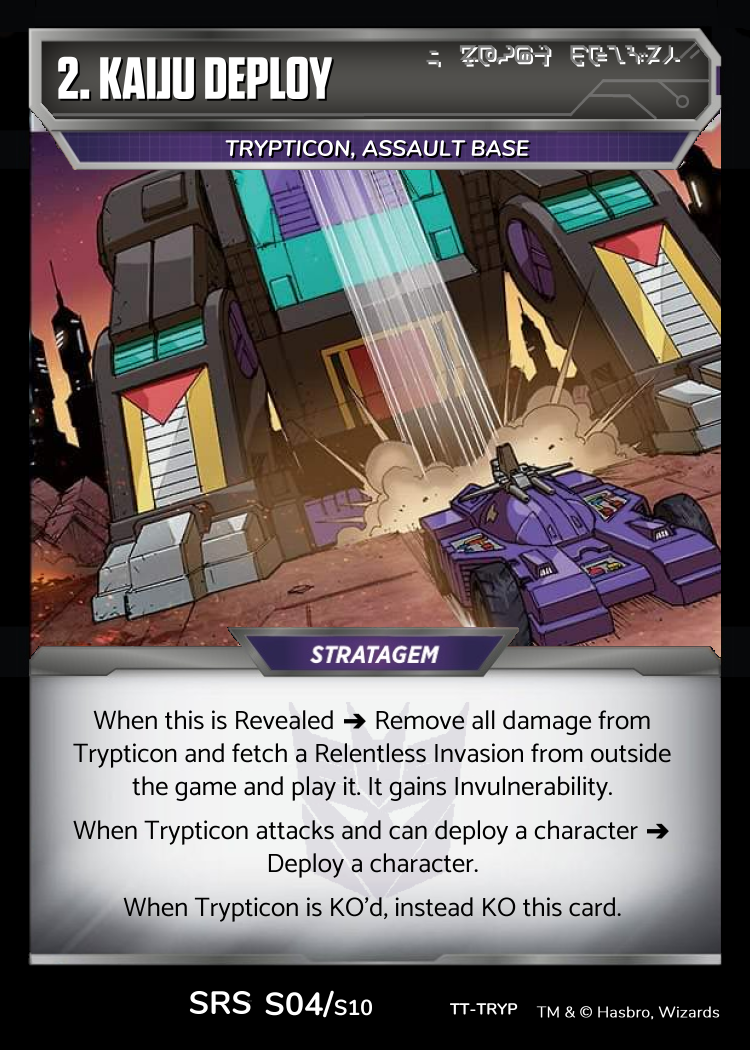 2. KAIJU DEPLOY
TRYPTICON, ASSAULT BASE
STRATAGEM
When this is Revealed ➔ Remove all damage from
Trypticon and fetch a Relentless Invasion from outside
the game and play it. It gains Invulnerability.
When Trypticon attacks and can deploy a character ➔
Deploy a character.
When Trypticon is KO’d, instead KO this card.
SRS S04/S10 TT-TRYP TM & © Hasbro, Wizards